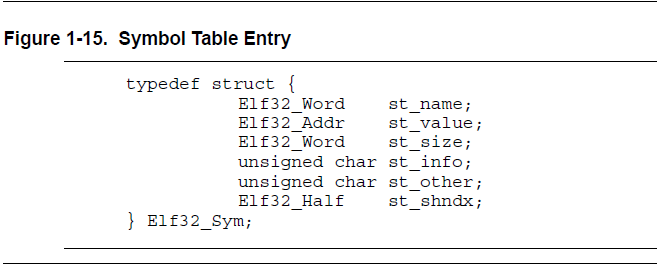 Figure 1-15. Symbol Table Entry
typedef struct {
Elf32_Word st_name;
Elf32_Addr st_value;
Elf32_Word st_size;
unsigned char st_info;
unsigned char st_other;
Elf32_Half st_shndx;
} Elf32_Sym;